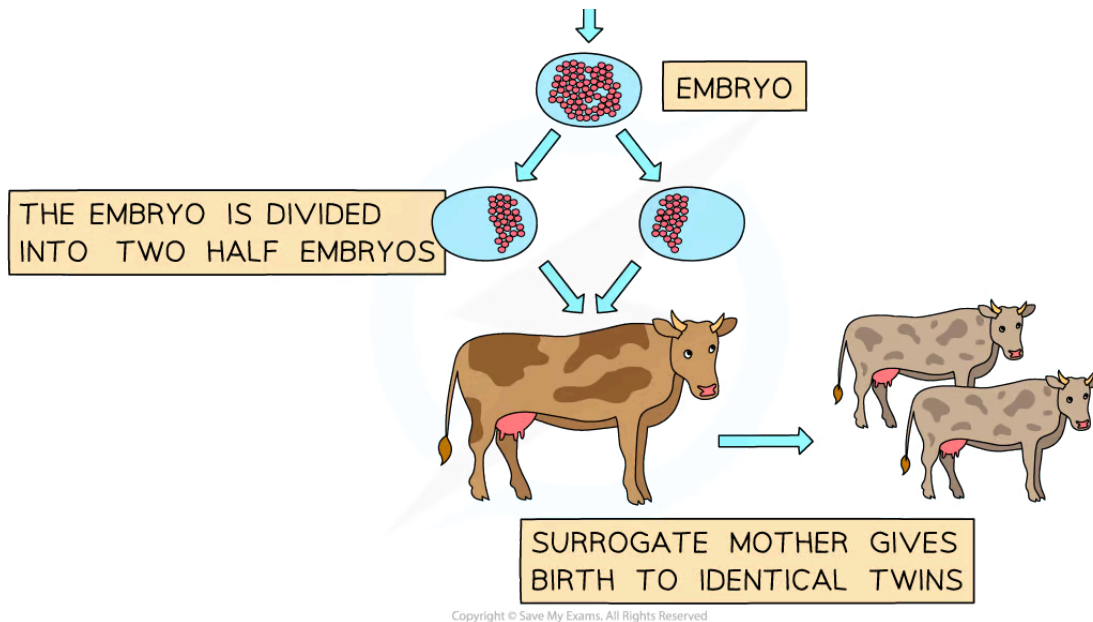 EMBRYO
THE EMBRYO IS DIVIDED
INTO TWO HALF EMBRYOS
SURROGATE MOTHER GIVES
BIRTH TO IDENTICAL TWINS
Copyright © Save My Exams. All Rights Reserved